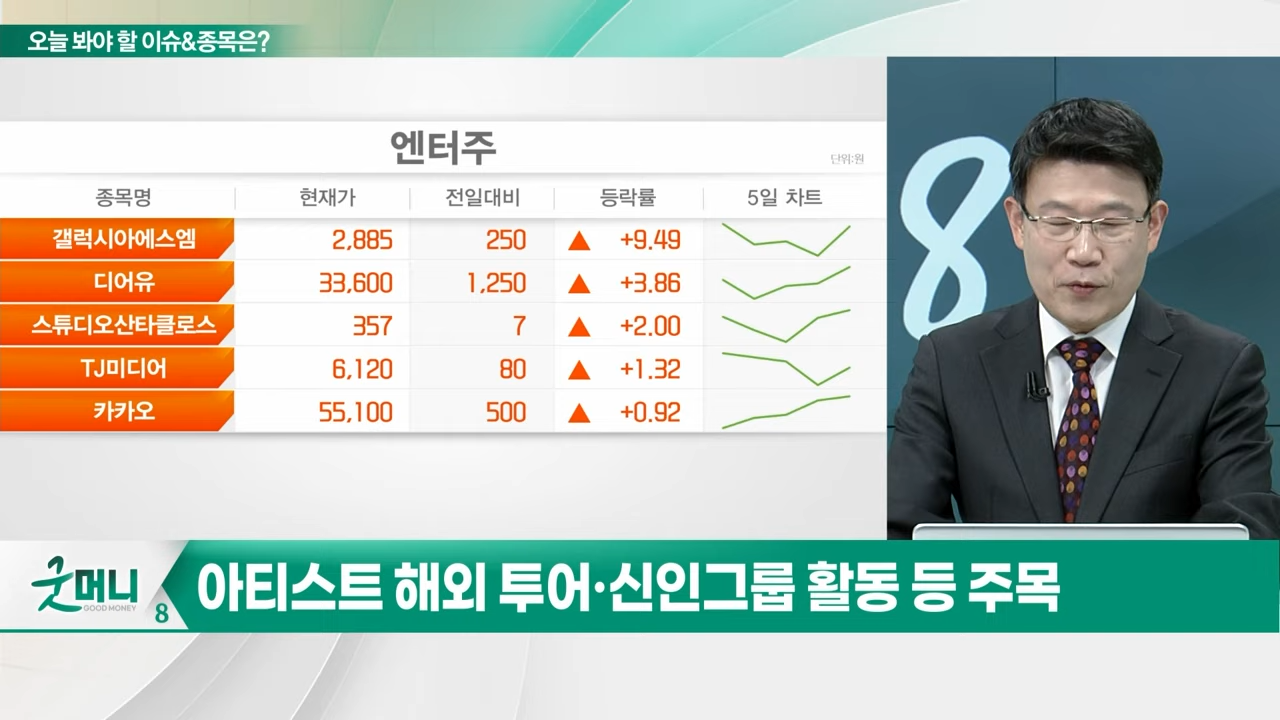 오늘 봐야 할 이슈&종목은?
엔터주
단위:원
종목명 현재가 전일대비 등락률 5일 차트
갤럭시아에스엠 2,885 250 ▲ +9.49
디어유 33,600 1,250 ▲ +3.86
스튜디오산타클로스 357 7 ▲ +2.00
TJ미디어 6,120 80 ▲ +1.32
카카오 55,100 500 ▲ +0.92
8
굿머니
GOOD MONEY
8
아티스트 해외 투어·신인그룹 활동 등 주목